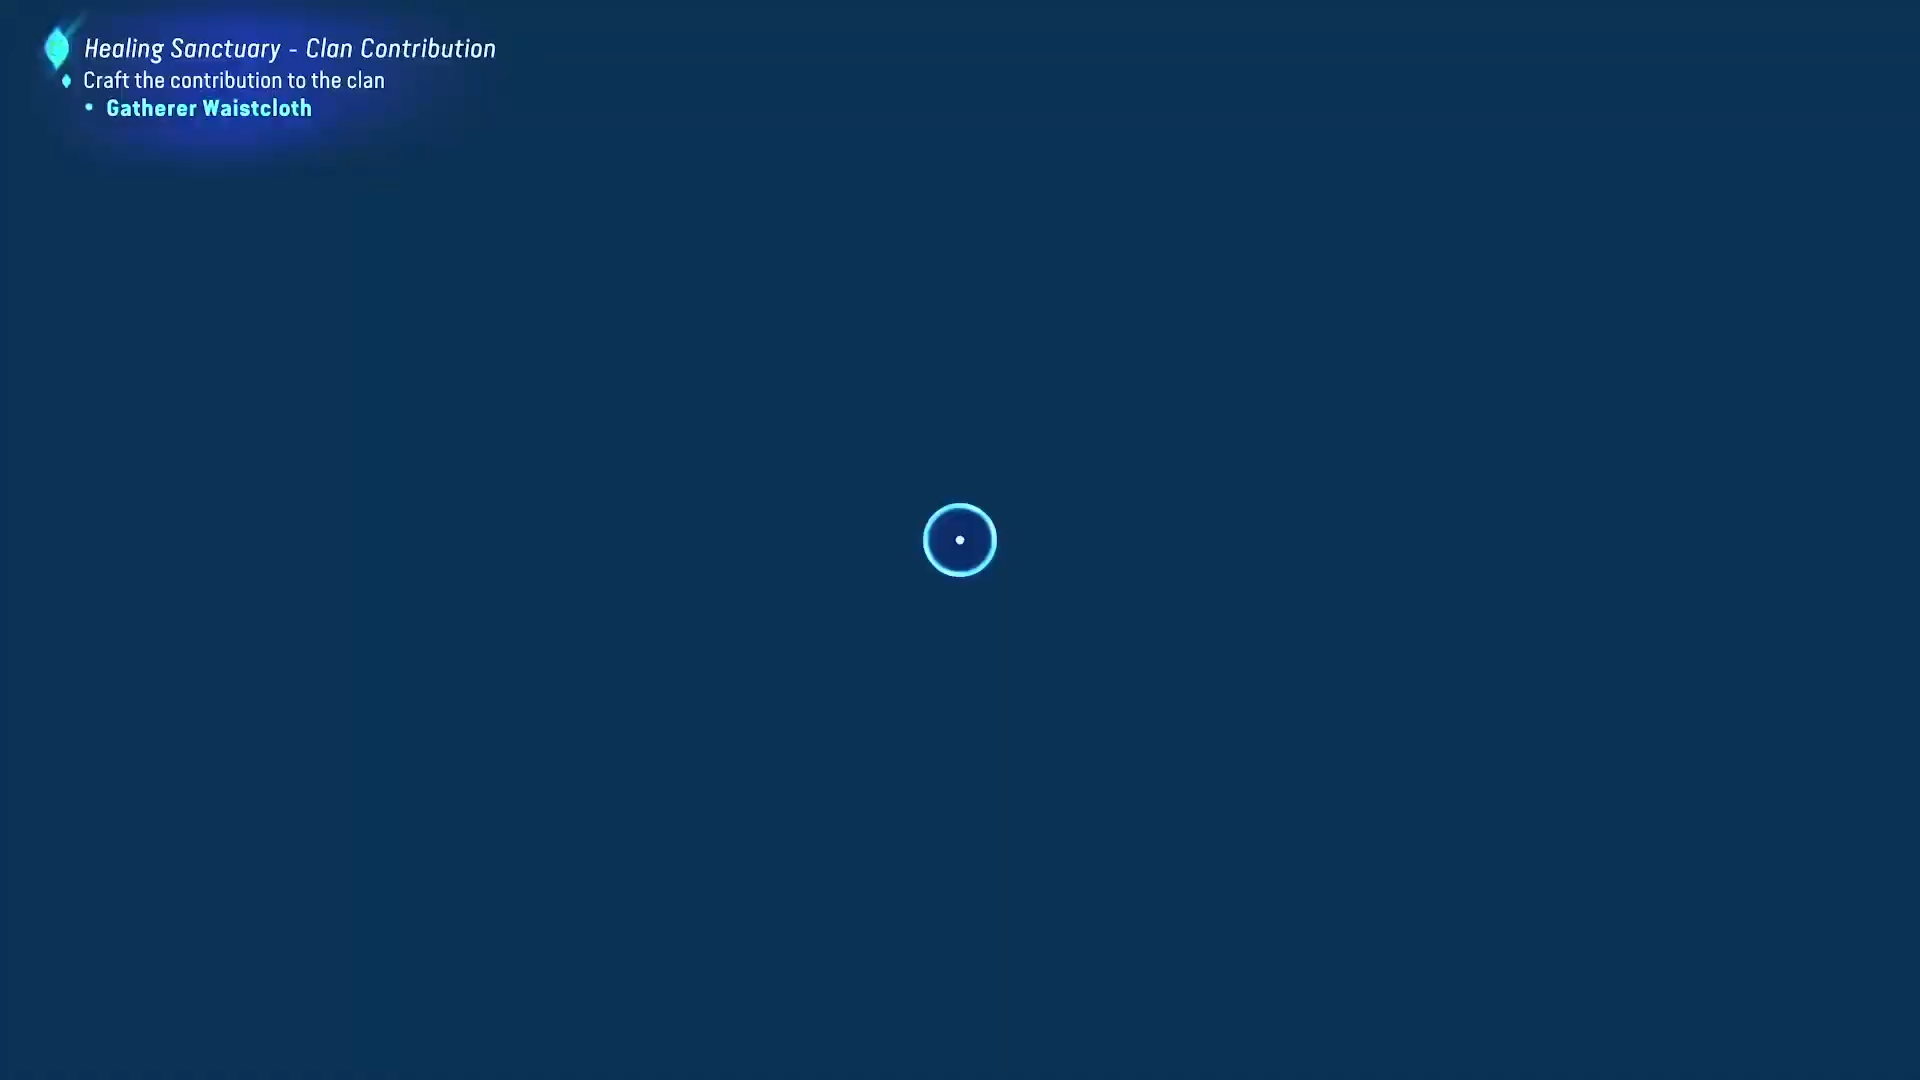 Healing Sanctuary - Clan Contribution
Craft the contribution to the clan
Gatherer Waistcloth